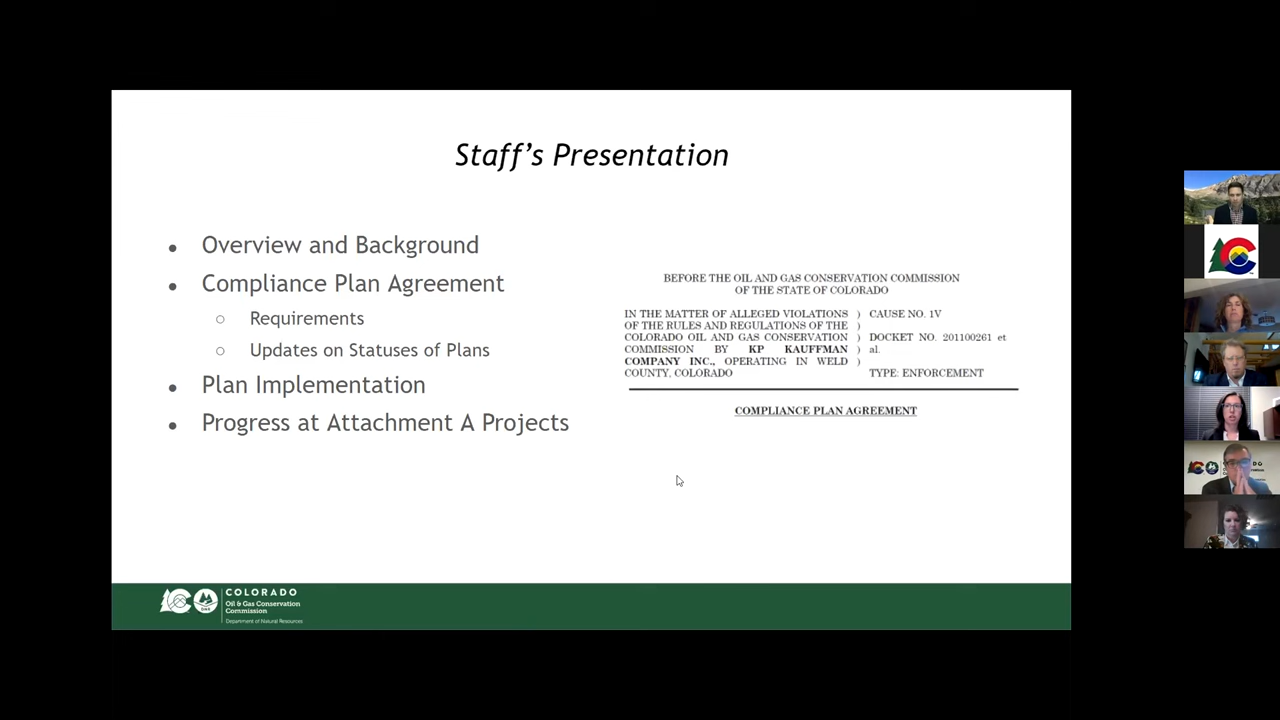 Staff's Presentation
● Overview and Background
● Compliance Plan Agreement
○ Requirements
○ Updates on Statuses of Plans
● Plan Implementation
● Progress at Attachment A Projects
BEFORE THE OIL AND GAS CONSERVATION COMMISSION
OF THE STATE OF COLORADO
IN THE MATTER OF ALLEGED VIOLATIONS ) CAUSE NO. 1V
OF THE RULES AND REGULATIONS OF THE )
COLORADO OIL AND GAS CONSERVATION ) DOCKET NO. 201100261 et
COMMISSION BY KP KAUFFMAN ) al.
COMPANY INC., OPERATING IN WELD )
COUNTY, COLORADO TYPE: ENFORCEMENT
COMPLIANCE PLAN AGREEMENT
COLORADO
Oil & Gas Conservation
Commission
Department of Natural Resources